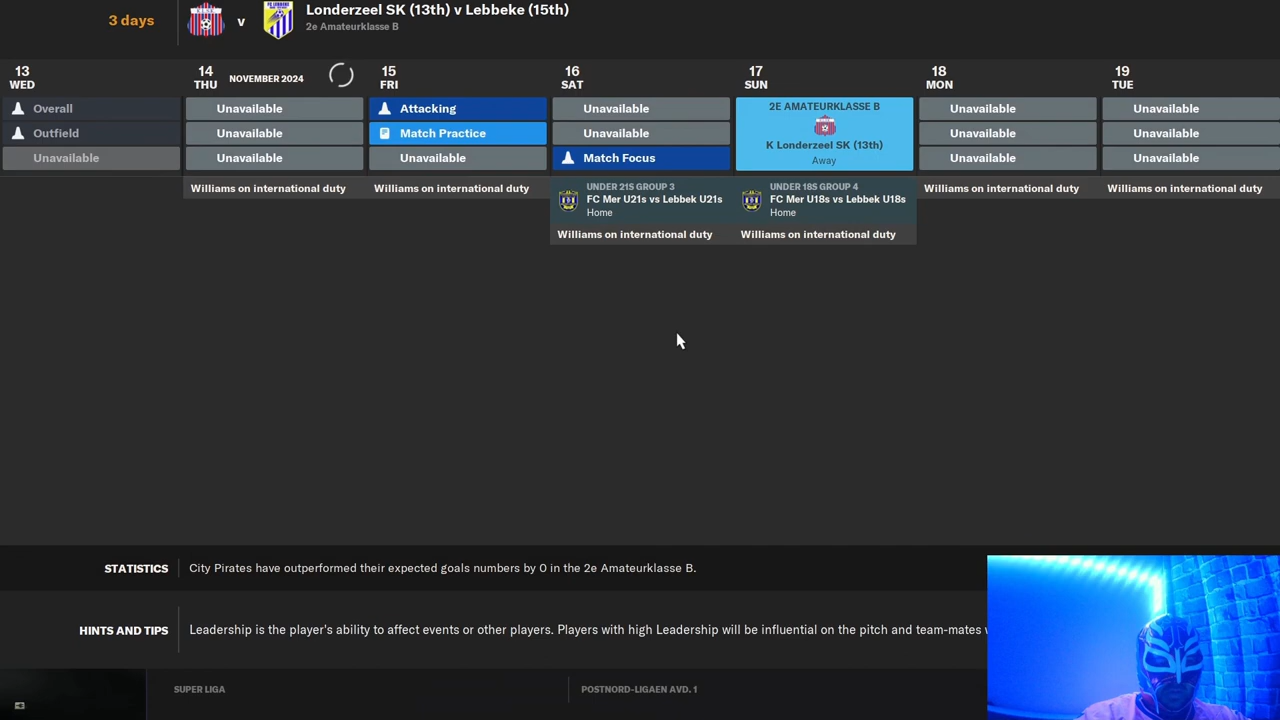 3 days
v
Londerzeel SK (13th) v Lebbeke (15th)
2e Amateurklasse B
13
WED
14
THU
NOVEMBER 2024
15
FRI
16
SAT
17
SUN
18
MON
19
TUE
Overall
Unavailable
Attacking
Unavailable
2E AMATEURKLASSE B
Unavailable
Unavailable
Outfield
Unavailable
Match Practice
Unavailable
K Londerzeel SK (13th)
Unavailable
Unavailable
Unavailable
Unavailable
Unavailable
Match Focus
Away
Unavailable
Unavailable
Williams on international duty
Williams on international duty
UNDER 21S GROUP 3
FC Mer U21s vs Lebbek U21s
Home
UNDER 18S GROUP 4
FC Mer U18s vs Lebbek U18s
Home
Williams on international duty
Williams on international duty
Williams on international duty
Williams on international duty
STATISTICS
City Pirates have outperformed their expected goals numbers by 0 in the 2e Amateurklasse B.
HINTS AND TIPS
Leadership is the player's ability to affect events or other players. Players with high Leadership will be influential on the pitch and team-mates
SUPER LIGA
POSTNORD-LIGAEN AVD. 1